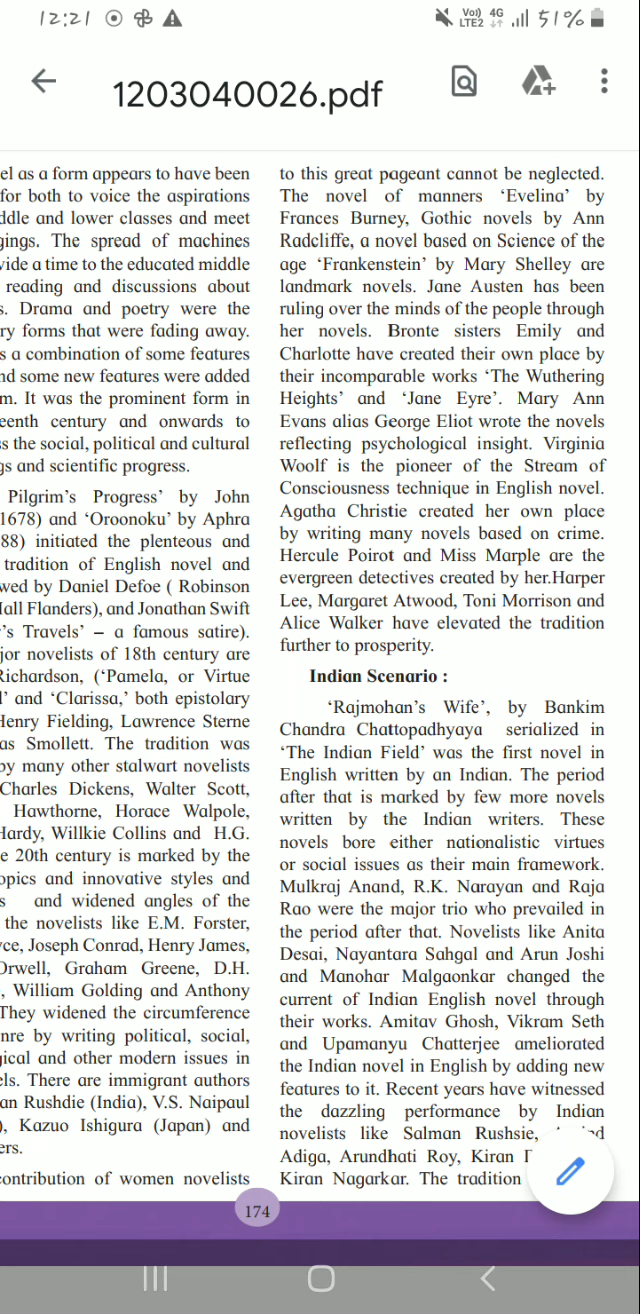 12:21
Vo)) 4G
LTE2
51%
1203040026.pdf
el as a form appears to have been
for both to voice the aspirations
ddle and lower classes and meet
gings. The spread of machines
vide a time to the educated middle
reading and discussions about
s. Drama and poetry were the
ry forms that were fading away.
s a combination of some features
nd some new features were added
m. It was the prominent form in
eenth century and onwards to
ss the social, political and cultural
gs and scientific progress.
Pilgrim's Progress' by John
1678) and 'Oroonoku' by Aphra
88) initiated the plenteous and
tradition of English novel and
wed by Daniel Defoe ( Robinson
Mall Flanders), and Jonathan Swift
r's Travels' – a famous satire).
jor novelists of 18th century are
Richardson, ('Pamela, or Virtue
l' and 'Clarissa,' both epistolary
Henry Fielding, Lawrence Sterne
as Smollett. The tradition was
by many other stalwart novelists
Charles Dickens, Walter Scott,
Hawthorne, Horace Walpole,
Hardy, Willkie Collins and H.G.
e 20th century is marked by the
opics and innovative styles and
s and widened angles of the
the novelists like E.M. Forster,
yce, Joseph Conrad, Henry James,
Orwell, Graham Greene, D.H.
, William Golding and Anthony
They widened the circumference
nre by writing political, social,
gical and other modern issues in
els. There are immigrant authors
an Rushdie (India), V.S. Naipaul
), Kazuo Ishigura (Japan) and
ers.
contribution of women novelists
to this great pageant cannot be neglected.
The novel of manners 'Evelina' by
Frances Burney, Gothic novels by Ann
Radcliffe, a novel based on Science of the
age 'Frankenstein' by Mary Shelley are
landmark novels. Jane Austen has been
ruling over the minds of the people through
her novels. Bronte sisters Emily and
Charlotte have created their own place by
their incomparable works 'The Wuthering
Heights' and 'Jane Eyre'. Mary Ann
Evans alias George Eliot wrote the novels
reflecting psychological insight. Virginia
Woolf is the pioneer of the Stream of
Consciousness technique in English novel.
Agatha Christie created her own place
by writing many novels based on crime.
Hercule Poirot and Miss Marple are the
evergreen detectives created by her.Harper
Lee, Margaret Atwood, Toni Morrison and
Alice Walker have elevated the tradition
further to prosperity.
Indian Scenario :
'Rajmohan's Wife', by Bankim
Chandra Chattopadhyaya serialized in
'The Indian Field' was the first novel in
English written by an Indian. The period
after that is marked by few more novels
written by the Indian writers. These
novels bore either nationalistic virtues
or social issues as their main framework.
Mulkraj Anand, R.K. Narayan and Raja
Rao were the major trio who prevailed in
the period after that. Novelists like Anita
Desai, Nayantara Sahgal and Arun Joshi
and Manohar Malgaonkar changed the
current of Indian English novel through
their works. Amitav Ghosh, Vikram Seth
and Upamanyu Chatterjee ameliorated
the Indian novel in English by adding new
features to it. Recent years have witnessed
the dazzling performance by Indian
novelists like Salman Rushsie,
Adiga, Arundhati Roy, Kiran
Kiran Nagarkar. The tradition
174